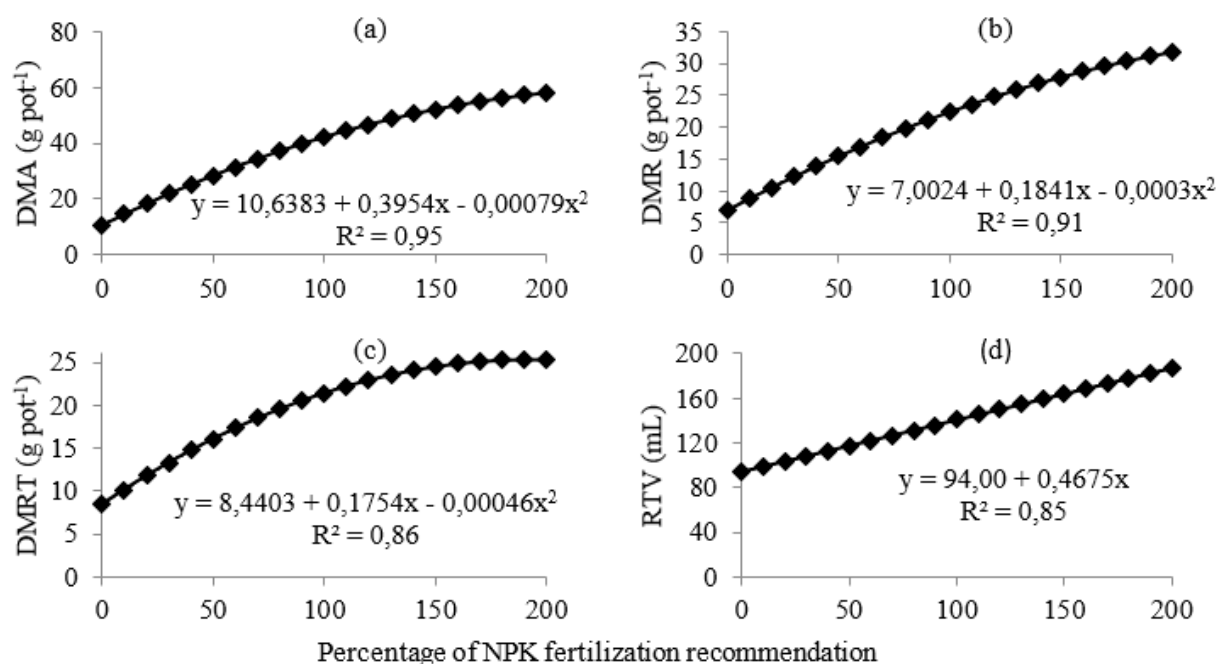 (a)
DMA (g pot⁻¹)
80
60
40
20
0
y = 10,6383 + 0,3954x - 0,00079x²
R² = 0,95
0 50 100 150 200
(b)
DMR (g pot⁻¹)
35
30
25
20
15
10
5
0
y = 7,0024 + 0,1841x - 0,0003x²
R² = 0,91
0 50 100 150 200
(c)
DMRT (g pot⁻¹)
25
20
15
10
5
0
y = 8,4403 + 0,1754x - 0,00046x²
R² = 0,86
0 50 100 150 200
(d)
RTV (mL)
200
160
120
80
40
0
y = 94,00 + 0,4675x
R² = 0,85
0 50 100 150 200
Percentage of NPK fertilization recommendation